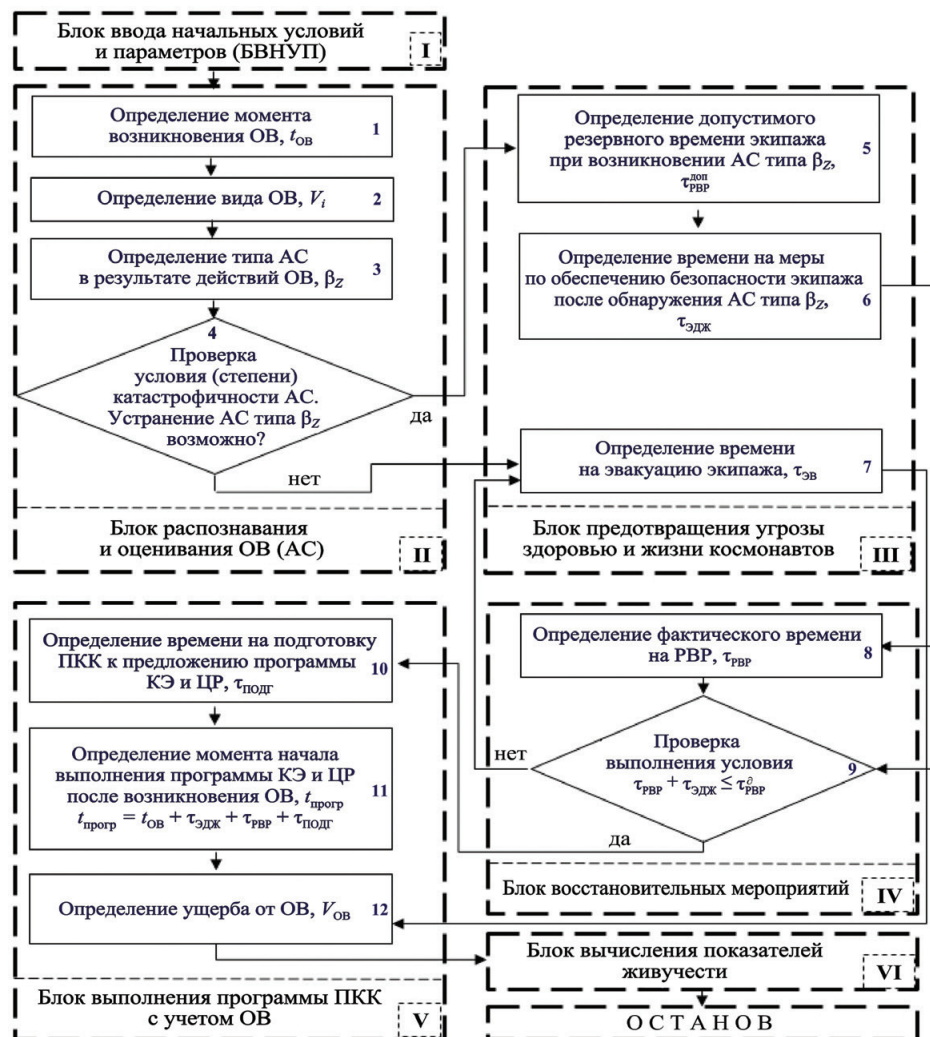 Блок ввода начальных условий
и параметров (БВНУП)
I
Определение момента
возникновения ОВ, tОВ
1
Определение вида ОВ, Vi
2
Определение типа АС
в результате действий ОВ, βZ
3
4
Проверка
условия (степени)
катастрофичности АС.
Устранение АС типа βZ
возможно?
да
нет
Блок распознавания
и оценивания ОВ (АС)
II
Определение допустимого
резервного времени экипажа
при возникновении АС типа βZ,
τРВР доп
5
Определение времени на меры
по обеспечению безопасности экипажа
после обнаружения АС типа βZ,
τЭДЖ
6
Определение времени
на эвакуацию экипажа, τЭВ
7
Блок предотвращения угрозы
здоровью и жизни космонавтов
III
Определение фактического времени
на РВР, τРВР
8
нет
Проверка
выполнения условия
τРВР + τЭДЖ ≤ τ∂РВР
9
да
Блок восстановительных мероприятий
IV
Определение времени на подготовку
ПКК к предложению программы
КЭ и ЦР, τПОДГ
10
Определение момента начала
выполнения программы КЭ и ЦР
после возникновения ОВ, tпрогр
tпрогр = tОВ + τЭДЖ + τРВР + τПОДГ
11
Определение ущерба от ОВ, VОВ
12
Блок выполнения программы ПКК
с учетом ОВ
V
Блок вычисления показателей
живучести
VI
О С Т А Н О В